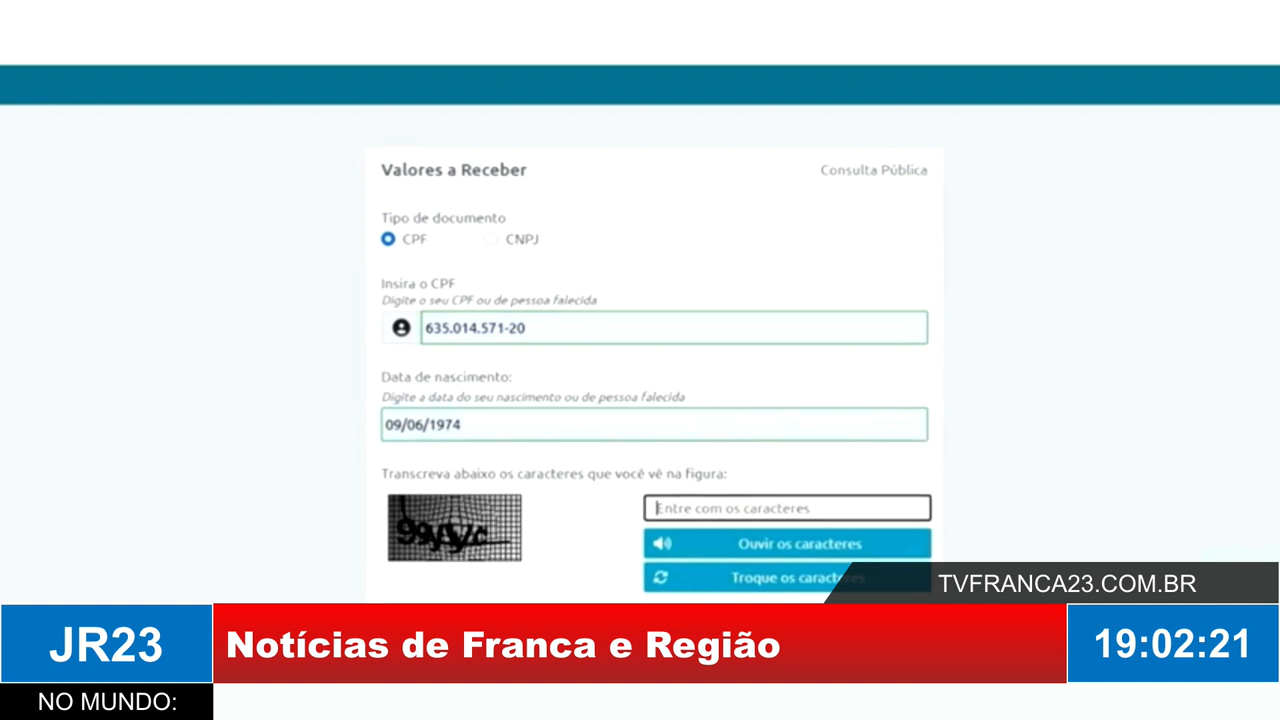 Valores a Receber
Consulta Pública
Tipo de documento
CPF
CNPJ
Insira o CPF
Digite o seu CPF ou de pessoa falecida
635.014.571-20
Data de nascimento:
Digite a data do seu nascimento ou de pessoa falecida
09/06/1974
Transcreva abaixo os caracteres que você vê na figura:
Entre com os caracteres
Ouvir os caracteres
Troque os caracteres
TVFRANCA23.COM.BR
JR23
Notícias de Franca e Região
19:02:21
NO MUNDO: